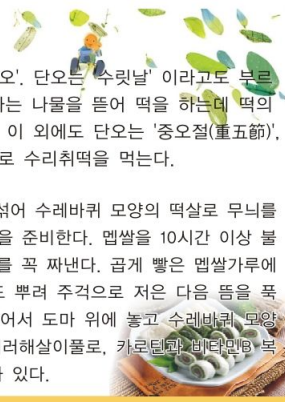 오'. 단오는 '수릿날' 이라고도 부르
라는 나물을 뜯어 떡을 하는데 떡의
이 외에도 단오는 '중오절(重五節)',
로 수리취떡을 먹는다.
섞어 수레바퀴 모양의 떡살로 무늬를
을 준비한다. 멥쌀을 10시간 이상 불
를 꼭 짜낸다. 곱게 빻은 멥쌀가루에
도 뿌려 주걱으로 저은 다음 뜸을 푹
어서 도마 위에 놓고 수레바퀴 모양
러해살이풀로, 카로틴과 비타민B 복
가 있다.